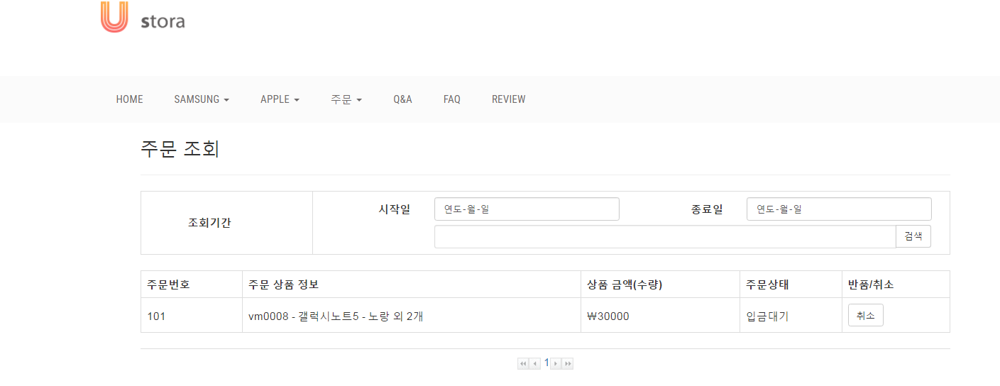 U stora
HOME SAMSUNG APPLE 주문 Q&A FAQ REVIEW
주문 조회
조회기간 시작일 연도-월-일 종료일 연도-월-일
검색
주문번호 주문 상품 정보 상품 금액(수량) 주문상태 반품/취소
101 vm0008 - 갤럭시노트5 - 노랑 외 2개 ₩30000 입금대기 취소
1